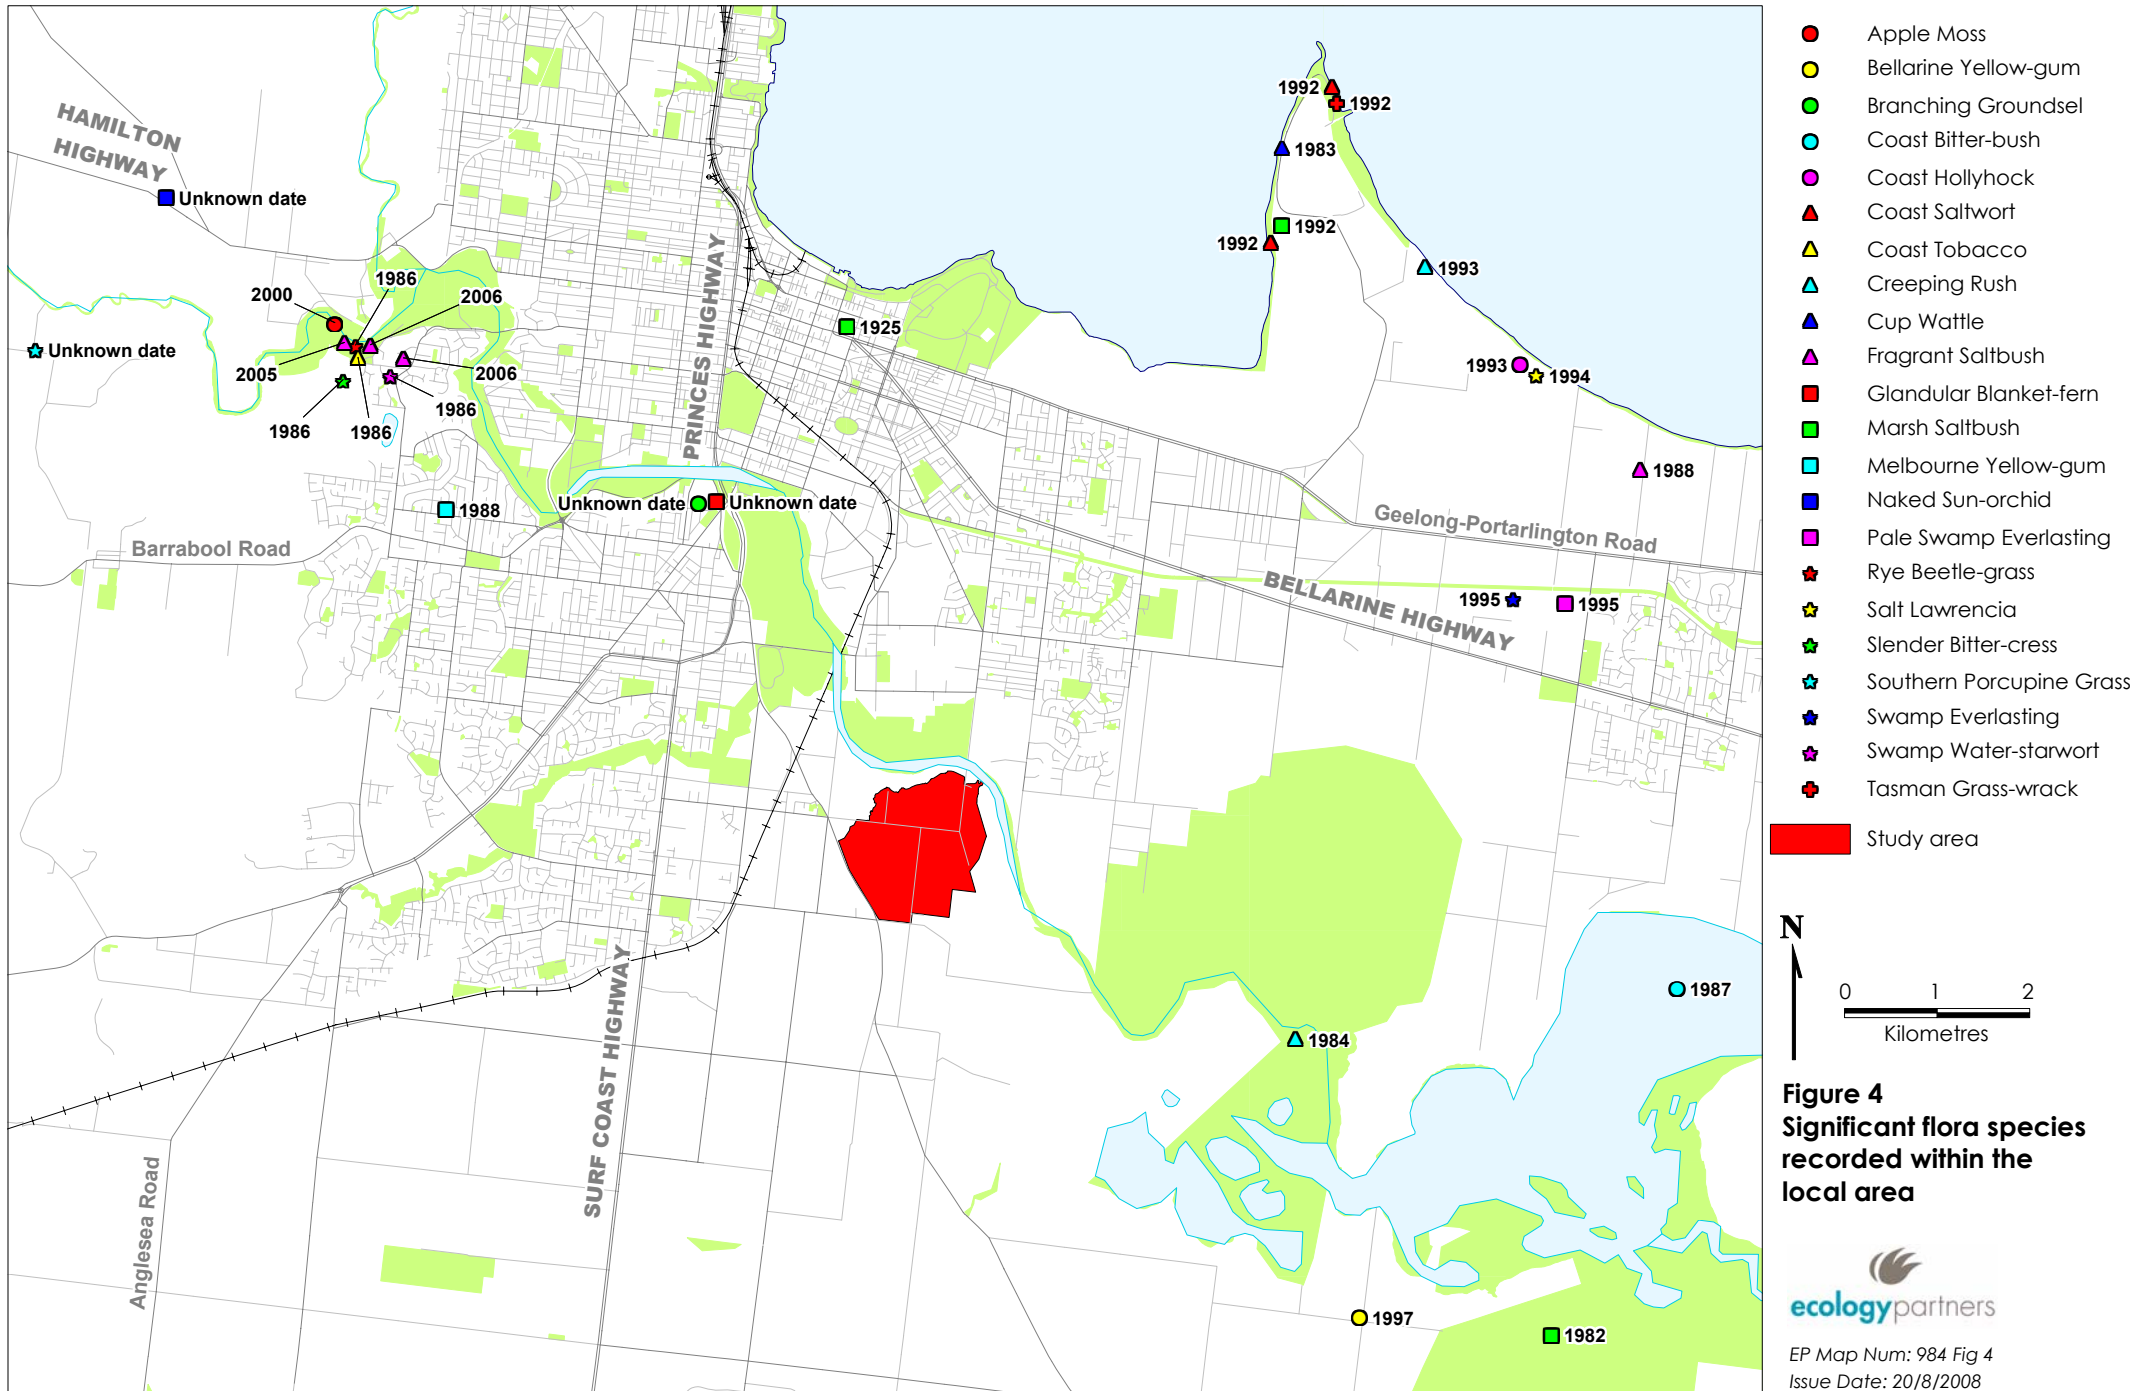 HAMILTON
HIGHWAY
Unknown date
1992
1992
1983
1992
1992
1993
1986
2000
2006
Unknown date
2005
2006
1986
1986
1986
1925
PRINCES HIGHWAY
1993
1994
1988
1988
Unknown date
Unknown date
Barrabool Road
Geelong-Portarlington Road
BELLARINE HIGHWAY
1995
1995
1987
1984
SURF COAST HIGHWAY
Anglesea Road
1997
1982
Apple Moss
Bellarine Yellow-gum
Branching Groundsel
Coast Bitter-bush
Coast Hollyhock
Coast Saltwort
Coast Tobacco
Creeping Rush
Cup Wattle
Fragrant Saltbush
Glandular Blanket-fern
Marsh Saltbush
Melbourne Yellow-gum
Naked Sun-orchid
Pale Swamp Everlasting
Rye Beetle-grass
Salt Lawrencia
Slender Bitter-cress
Southern Porcupine Grass
Swamp Everlasting
Swamp Water-starwort
Tasman Grass-wrack
Study area
N
0 1 2
Kilometres
Figure 4
Significant flora species
recorded within the
local area
ecologypartners
EP Map Num: 984 Fig 4
Issue Date: 20/8/2008